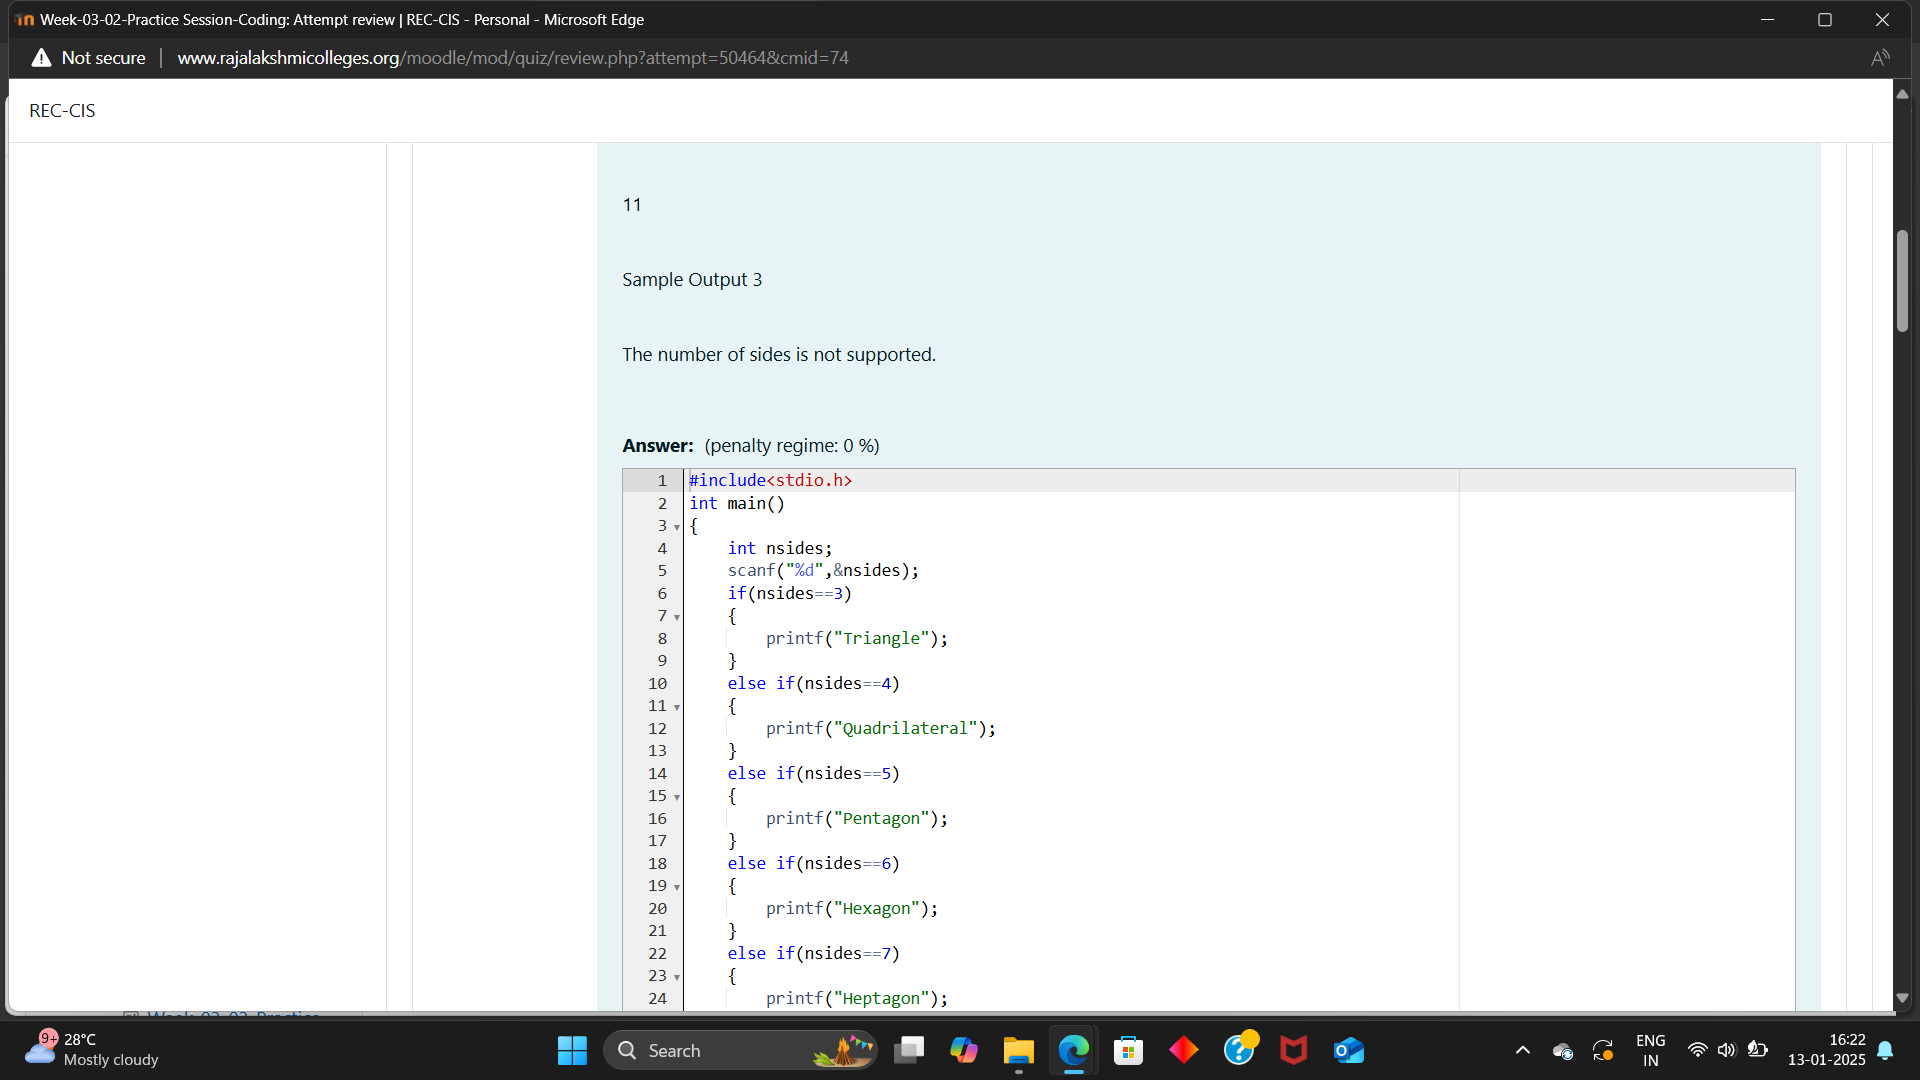 Week-03-02-Practice Session-Coding: Attempt review | REC-CIS - Personal - Microsoft Edge
Not secure | www.rajalakshmicolleges.org/moodle/mod/quiz/review.php?attempt=50464&cmid=74
REC-CIS
11
Sample Output 3
The number of sides is not supported.
Answer: (penalty regime: 0 %)
1 #include<stdio.h>
2 int main()
3 {
4 int nsides;
5 scanf("%d",&nsides);
6 if(nsides==3)
7 {
8 printf("Triangle");
9 }
10 else if(nsides==4)
11 {
12 printf("Quadrilateral");
13 }
14 else if(nsides==5)
15 {
16 printf("Pentagon");
17 }
18 else if(nsides==6)
19 {
20 printf("Hexagon");
21 }
22 else if(nsides==7)
23 {
24 printf("Heptagon");
9+ 28°C
Mostly cloudy
Search
ENG
IN
16:22
13-01-2025